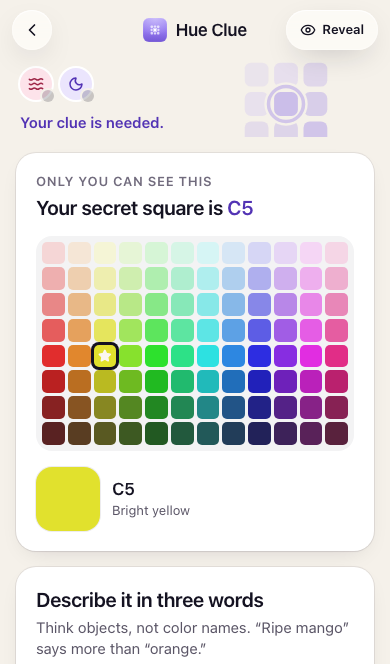 Hue Clue
Reveal
Your clue is needed.
ONLY YOU CAN SEE THIS
Your secret square is C5
C5
Bright yellow
Describe it in three words
Think objects, not color names. “Ripe mango”
says more than “orange.”